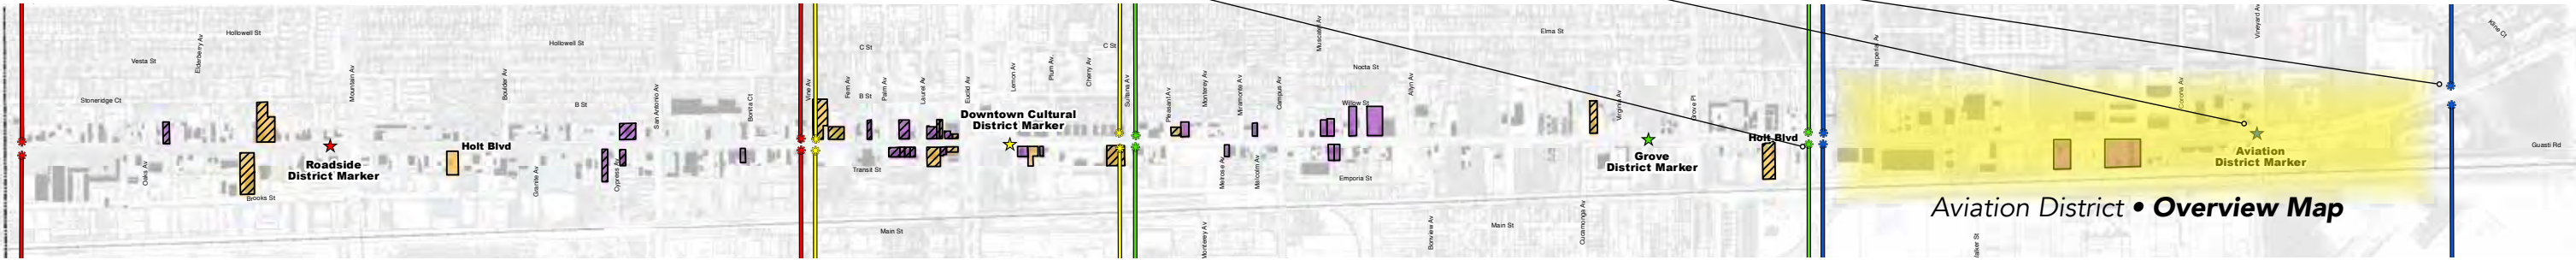 Hollowell St
Vesta St
Elderberry Av
Stoneridge Ct
Mountain Av
Hollowell St
Boulder Av
B St
San Antonio Av
Bonita Ct
Oaks Av
Brooks St
Roadside
District Marker
Holt Blvd
Granite Av
Cypress Av
Vine Av
C St
Fern Av
B St
Palm Av
Laurel Av
Euclid Av
Lemon Av
Plum Av
Cherry Av
C St
Sultana Av
Downtown Cultural
District Marker
Transit St
Main St
Pleasant Av
Monterey Av
Miramonte Av
Campus Av
Muscatel Av
Nocta St
Willow St
Allyn Av
Melrose Av
Malcolm Av
Emporia St
Monterey Av
Bonview Av
Main St
Elma St
Cucamonga Av
Virginia Av
Grove Pl
Grove
District Marker
Holt Blvd
Imperial Av
Corona Av
Vineyard Av
Kline Ct
Guasti Rd
Aviation
District Marker
Aviation District • Overview Map